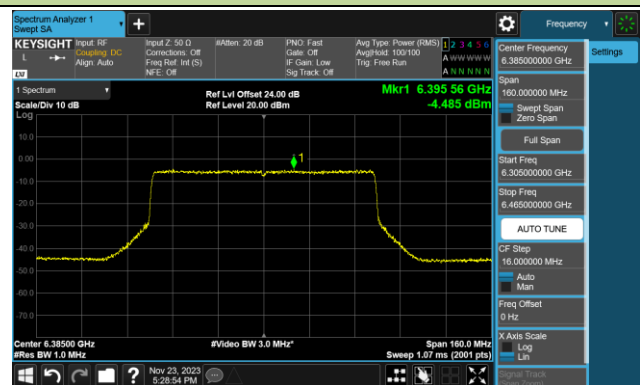 Spectrum Analyzer 1
Swept SA
Frequency
KEYSIGHT
L
LXI
Input: RF
Coupling: DC
Align: Auto
Input Z: 50 Ω
Corrections: Off
Freq Ref: Int (S)
NFE: Off
#Atten: 20 dB
PNO: Fast
Gate: Off
IF Gain: Low
Sig Track: Off
Avg Type: Power (RMS)
Avg|Hold: 100/100
Trig: Free Run
1 2 3 4 5 6
A W W W W W
A N N N N N
Center Frequency
6.385000000 GHz
Settings
1 Spectrum
Scale/Div 10 dB
Log
Ref Lvl Offset 24.00 dB
Ref Level 20.00 dBm
Mkr1 6.395 56 GHz
-4.485 dBm
Span
160.000000 MHz
Swept Span
Zero Span
Full Span
Start Freq
6.305000000 GHz
Stop Freq
6.465000000 GHz
AUTO TUNE
CF Step
16.000000 MHz
Auto
Man
Freq Offset
0 Hz
X Axis Scale
Log
Lin
Signal Track
(Span Zoom)
10.0
0.00
-10.0
-20.0
-30.0
-40.0
-50.0
-60.0
-70.0
1
Center 6.38500 GHz
#Res BW 1.0 MHz
#Video BW 3.0 MHz*
Span 160.0 MHz
Sweep 1.07 ms (2001 pts)
?
Nov 23, 2023
5:28:54 PM